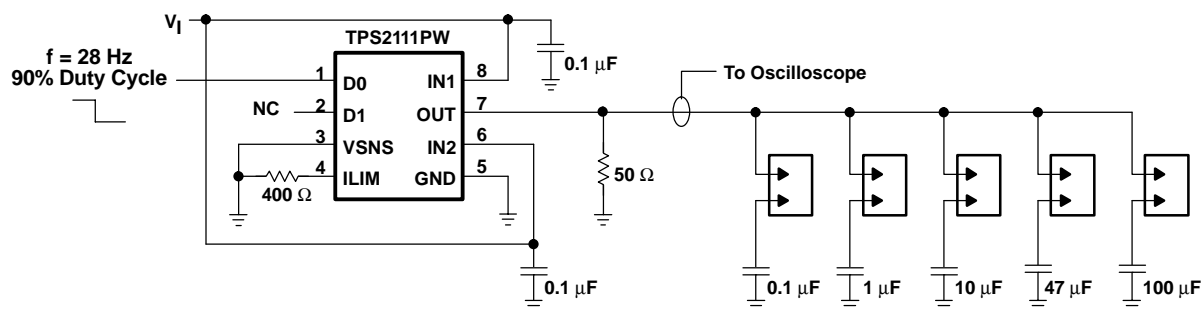 VI
TPS2111PW
f = 28 Hz
90% Duty Cycle
0.1 µF
To Oscilloscope
1 D0 IN1 8
NC 2 D1 OUT 7
3 VSNS IN2 6
4 ILIM GND 5
400 Ω
50 Ω
0.1 µF
0.1 µF
1 µF
10 µF
47 µF
100 µF